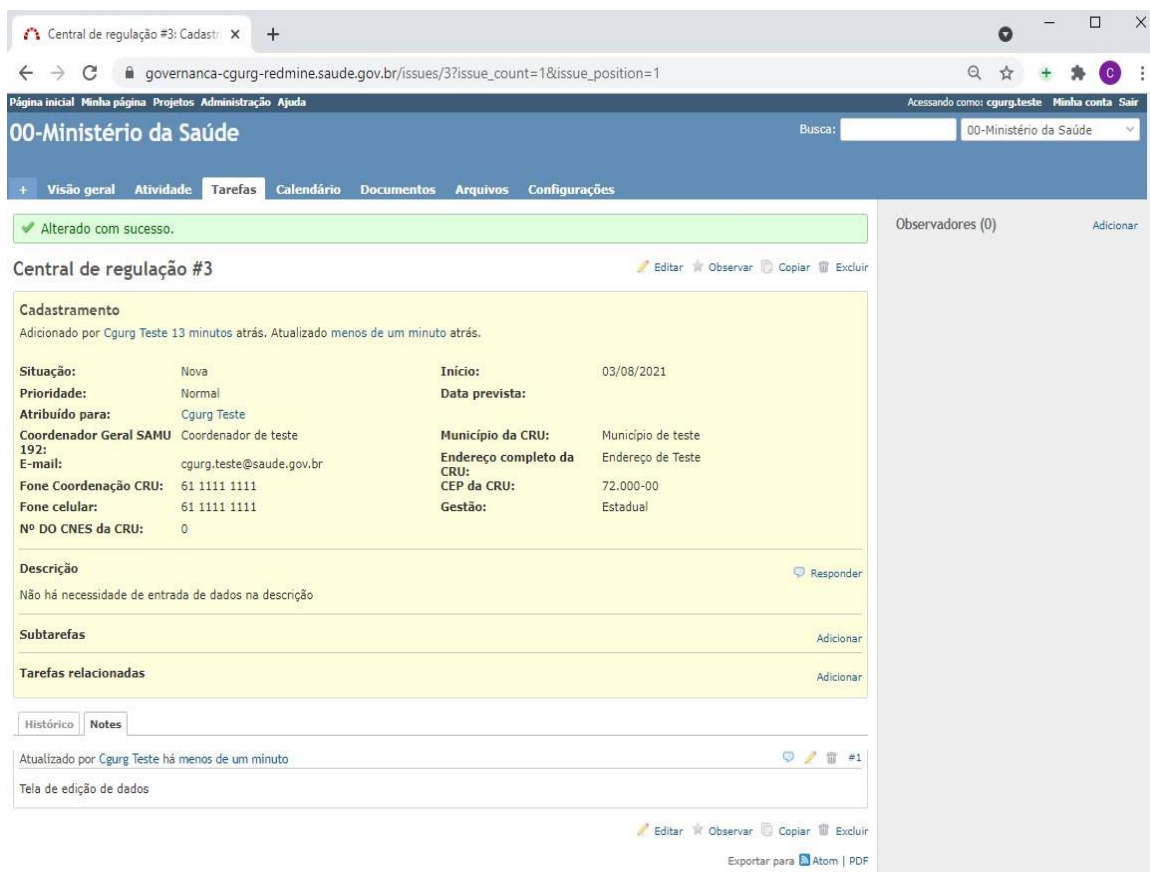 Central de regulação #3: Cadastr
governanca-cgurg-redmine.saude.gov.br/issues/3?issue_count=1&issue_position=1
C
Página inicial Minha página Projetos Administração Ajuda
Acessando como: cgurg.teste Minha conta Sair
00-Ministério da Saúde
Busca:
00-Ministério da Saúde
+ Visão geral Atividade Tarefas Calendário Documentos Arquivos Configurações
Alterado com sucesso.
Observadores (0) Adicionar
Central de regulação #3
Editar Observar Copiar Excluir
Cadastramento
Adicionado por Cgurg Teste 13 minutos atrás. Atualizado menos de um minuto atrás.
Situação: Nova Início: 03/08/2021
Prioridade: Normal Data prevista:
Atribuído para: Cgurg Teste
Coordenador Geral SAMU 192: Coordenador de teste Município da CRU: Município de teste
E-mail: cgurg.teste@saude.gov.br Endereço completo da CRU: Endereço de Teste
Fone Coordenação CRU: 61 1111 1111 CEP da CRU: 72.000-00
Fone celular: 61 1111 1111 Gestão: Estadual
Nº DO CNES da CRU: 0
Descrição
Responder
Não há necessidade de entrada de dados na descrição
Subtarefas Adicionar
Tarefas relacionadas Adicionar
Histórico Notes
Atualizado por Cgurg Teste há menos de um minuto #1
Tela de edição de dados
Editar Observar Copiar Excluir
Exportar para Atom | PDF